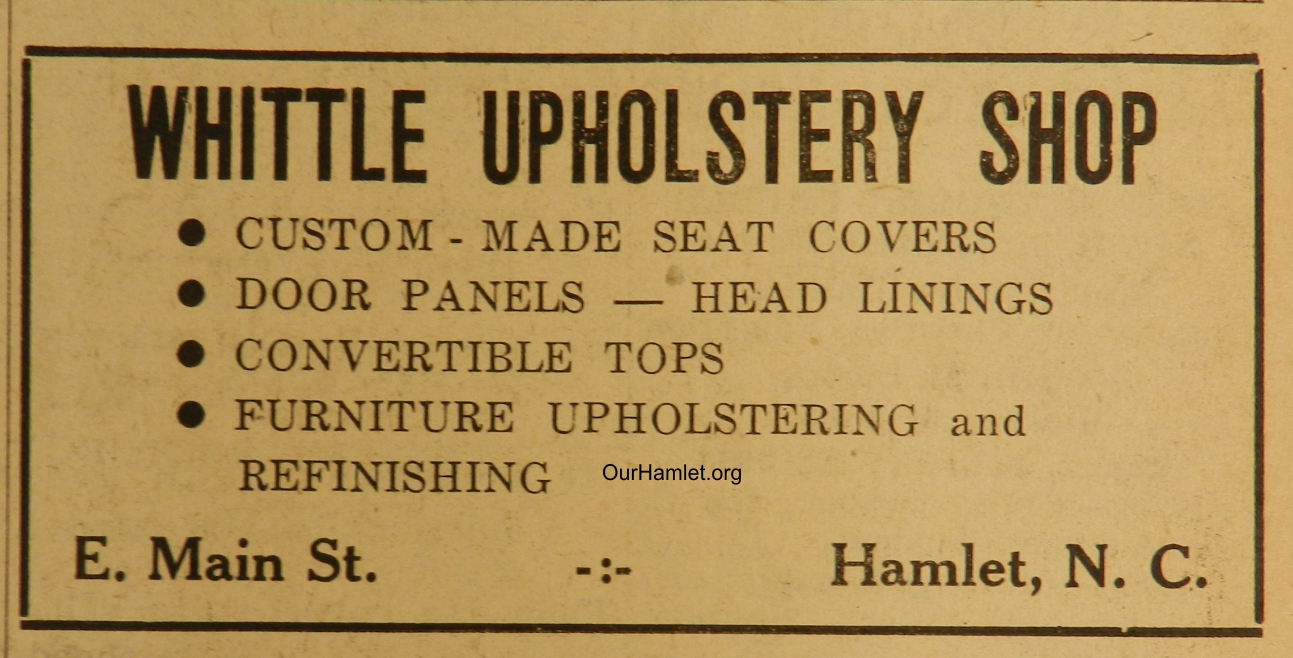 WHITTLE UPHOLSTERY SHOP
● CUSTOM - MADE SEAT COVERS
● DOOR PANELS — HEAD LININGS
● CONVERTIBLE TOPS
● FURNITURE UPHOLSTERING and
REFINISHING
OurHamlet.org
E. Main St. -:- Hamlet, N. C.